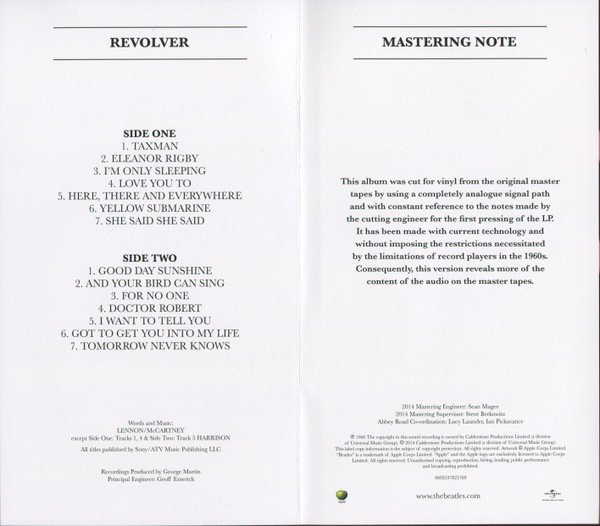 REVOLVER
SIDE ONE
1. TAXMAN
2. ELEANOR RIGBY
3. I'M ONLY SLEEPING
4. LOVE YOU TO
5. HERE, THERE AND EVERYWHERE
6. YELLOW SUBMARINE
7. SHE SAID SHE SAID
SIDE TWO
1. GOOD DAY SUNSHINE
2. AND YOUR BIRD CAN SING
3. FOR NO ONE
4. DOCTOR ROBERT
5. I WANT TO TELL YOU
6. GOT TO GET YOU INTO MY LIFE
7. TOMORROW NEVER KNOWS
Words and Music:
LENNON/McCARTNEY
except Side One: Tracks 1, 4 & Side Two: Track 5 HARRISON
All titles published by Sony/ATV Music Publishing LLC
Recordings Produced by George Martin
Principal Engineer: Geoff Emerick
MASTERING NOTE
This album was cut for vinyl from the original master
tapes by using a completely analogue signal path
and with constant reference to the notes made by
the cutting engineer for the first pressing of the LP.
It has been made with current technology and
without imposing the restrictions necessitated
by the limitations of record players in the 1960s.
Consequently, this version reveals more of the
content of the audio on the master tapes.
2014 Mastering Engineer: Sean Magee
2014 Mastering Supervisor: Steve Berkowitz
Abbey Road Co-ordination: Lucy Launder, Ian Pickavance
℗ 1966 The copyright in this sound recording is owned by Calderstone Productions Limited (a division
of Universal Music Group). © 2014 Calderstone Productions Limited (a division of Universal Music Group).
This label copy information is the subject of copyright protection. All rights reserved. Artwork © Apple Corps Limited.
"Beatles" is a trademark of Apple Corps Limited. "Apple" and the Apple logo are exclusively licensed to Apple Corps
Limited. All rights reserved. Unauthorised copying, reproduction, hiring, lending, public performance
and broadcasting prohibited.
www.thebeatles.com
UNIVERSAL